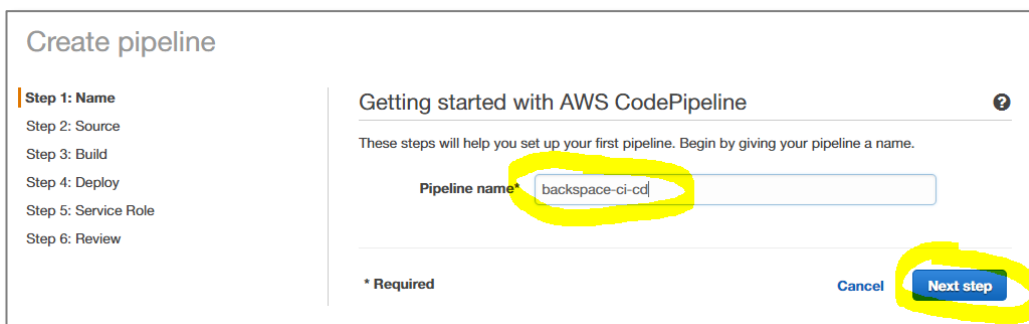 Create pipeline
Step 1: Name
Step 2: Source
Step 3: Build
Step 4: Deploy
Step 5: Service Role
Step 6: Review
Getting started with AWS CodePipeline
?
These steps will help you set up your first pipeline. Begin by giving your pipeline a name.
Pipeline name* backspace-ci-cd
* Required Cancel Next step